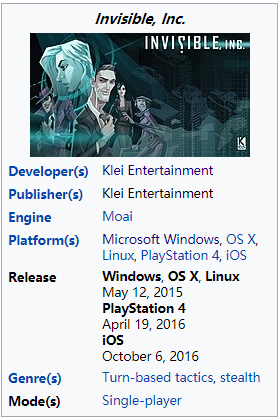 Invisible, Inc.
INVISIBLE, INC.
Developer(s) Klei Entertainment
Publisher(s) Klei Entertainment
Engine Moai
Platform(s) Microsoft Windows, OS X,
Linux, PlayStation 4, iOS
Release Windows, OS X, Linux
May 12, 2015
PlayStation 4
April 19, 2016
iOS
October 6, 2016
Genre(s) Turn-based tactics, stealth
Mode(s) Single-player